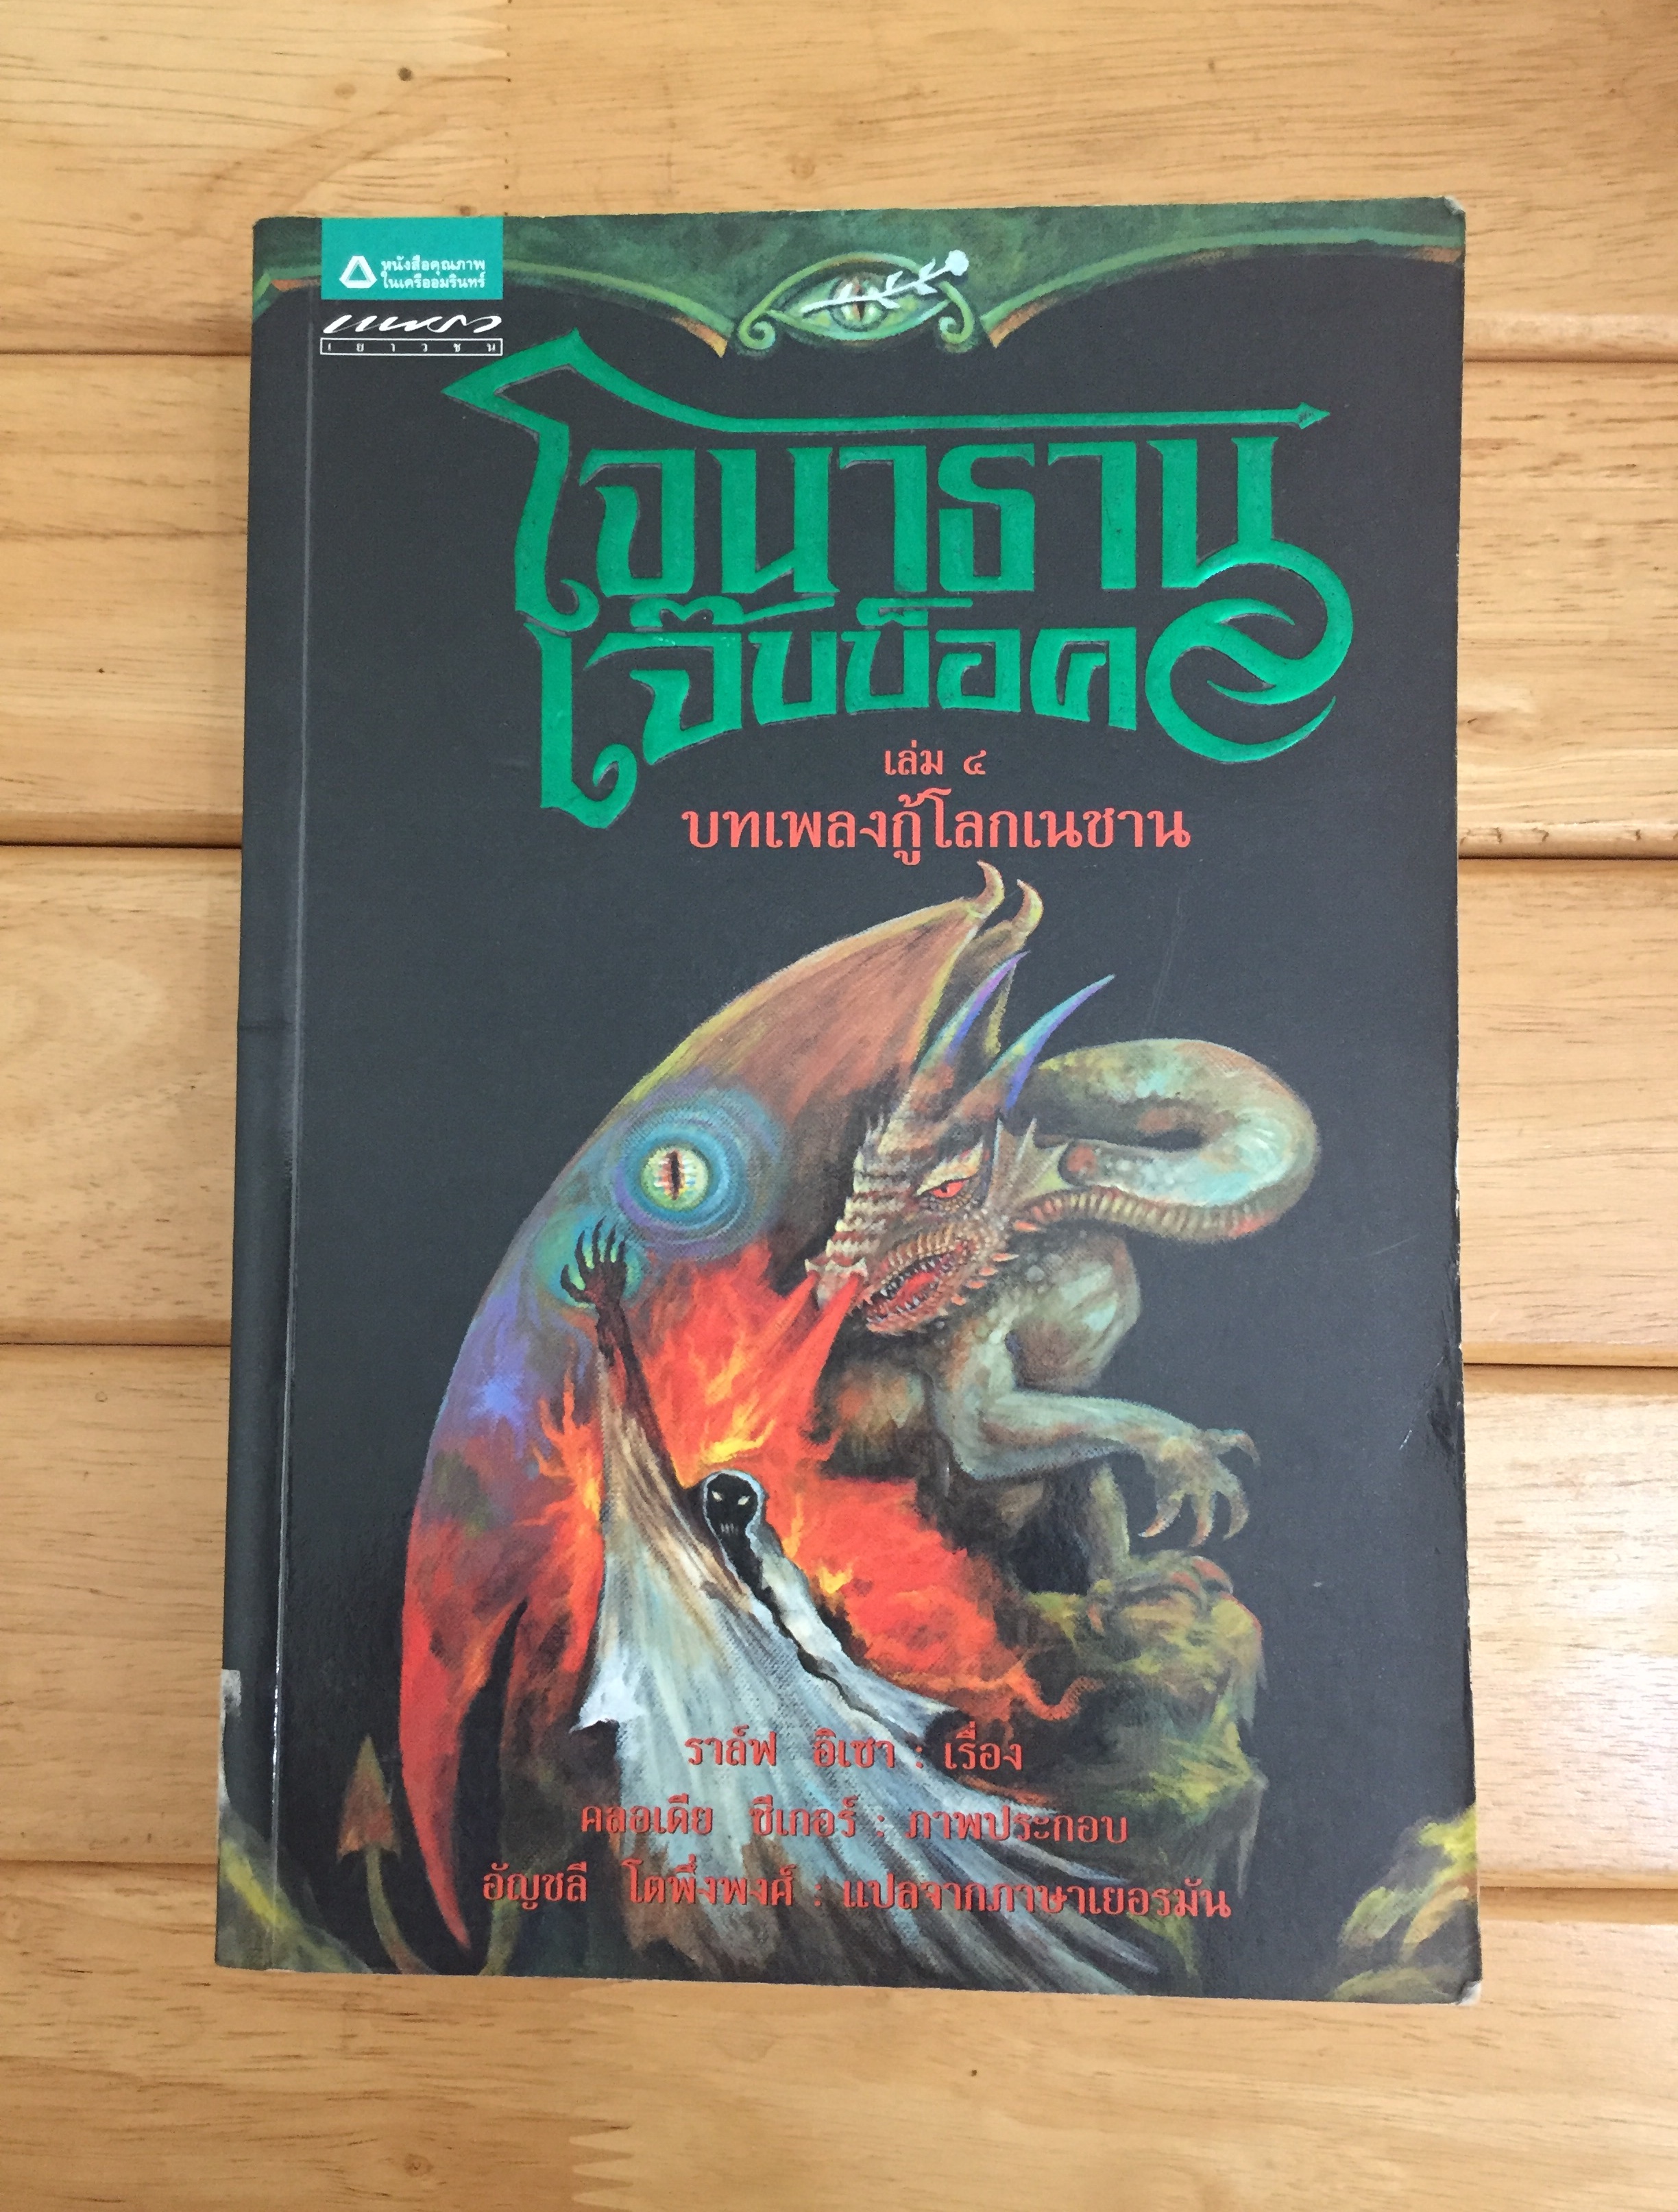 หนังสือคุณภาพ
ในเครืออมรินทร์
แพรว
เยาวชน
โจนาธาน
เจ๊บบ็อค
เล่ม ๔
บทเพลงกู้โลกเนชาน
ราล์ฟ อิเซา : เรื่อง
คลอเดีย ซีเกอร์ : ภาพประกอบ
อัญชลี โตพึ่งพงศ์ : แปลจากภาษาเยอรมัน